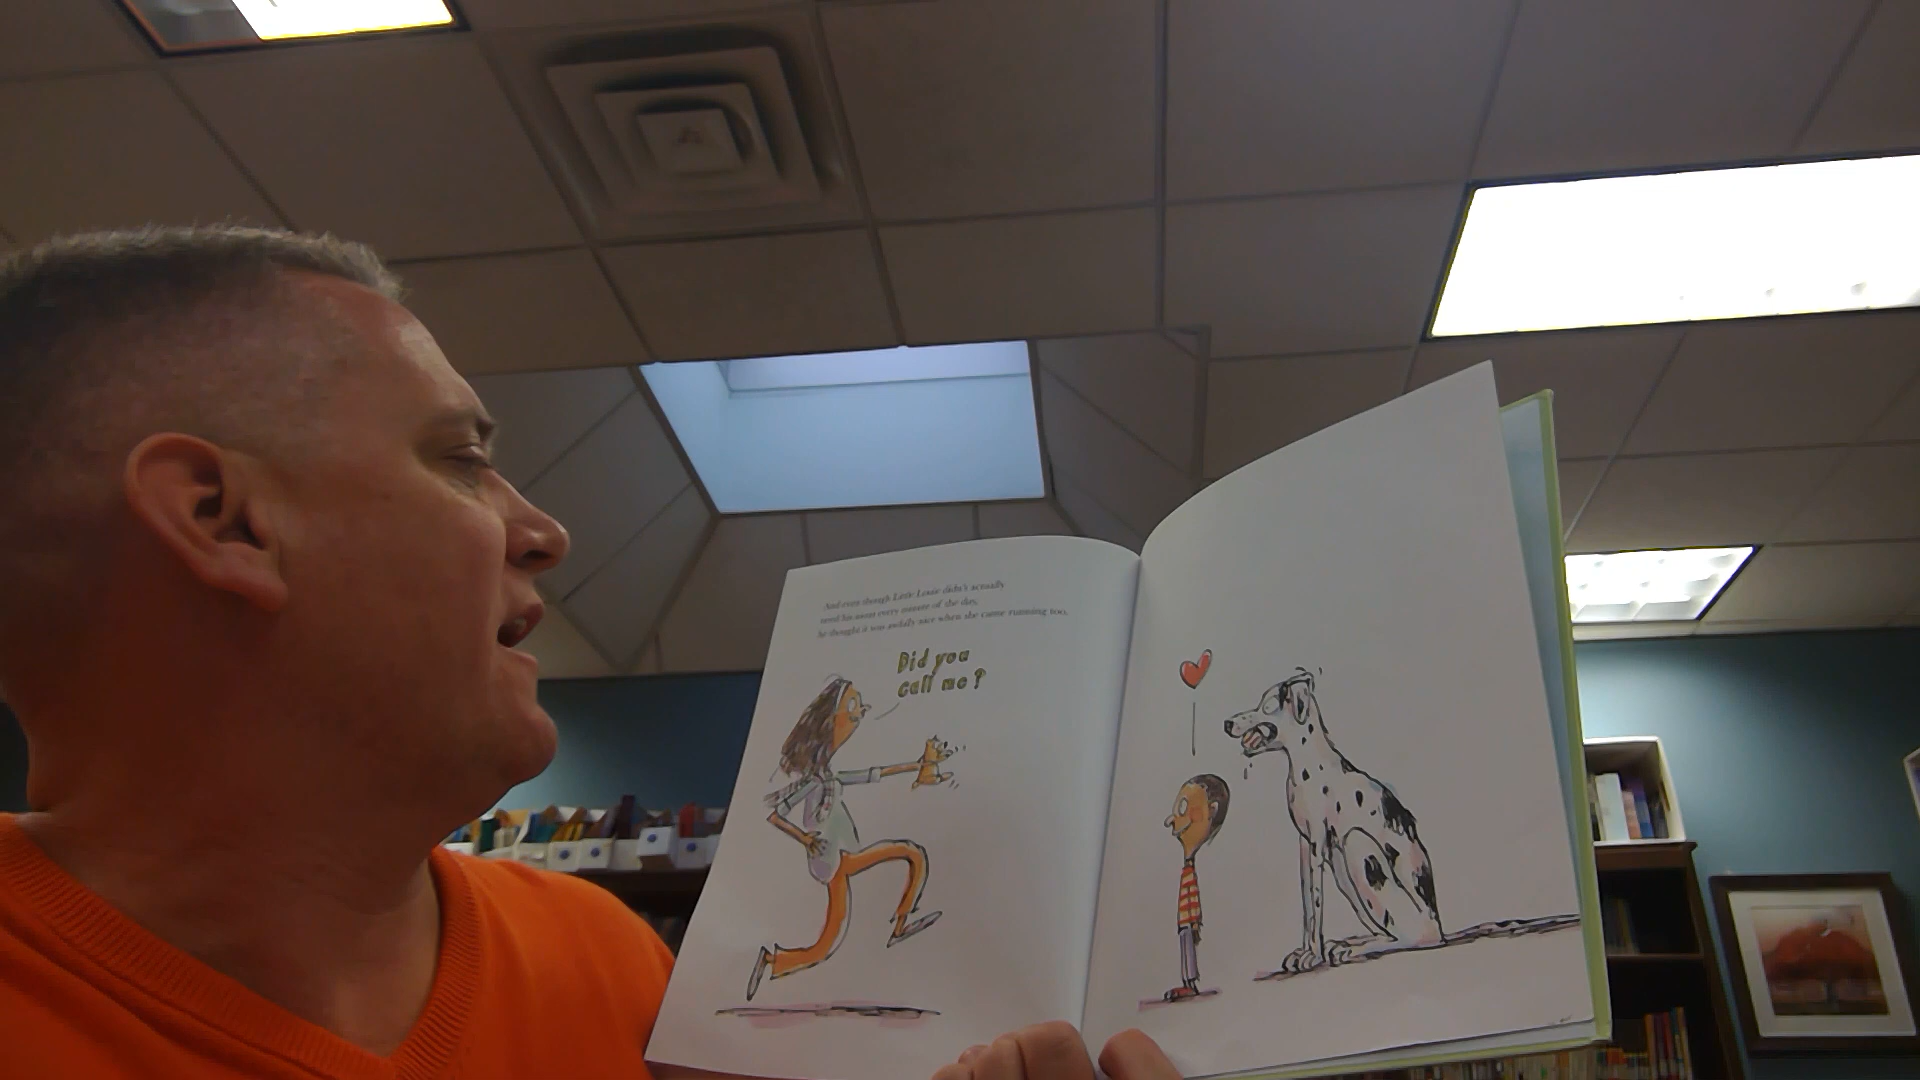 And even though Little Louie didn't actually
need his mom every minute of the day,
he thought it was awfully nice when she came running too.
Did you
call me?